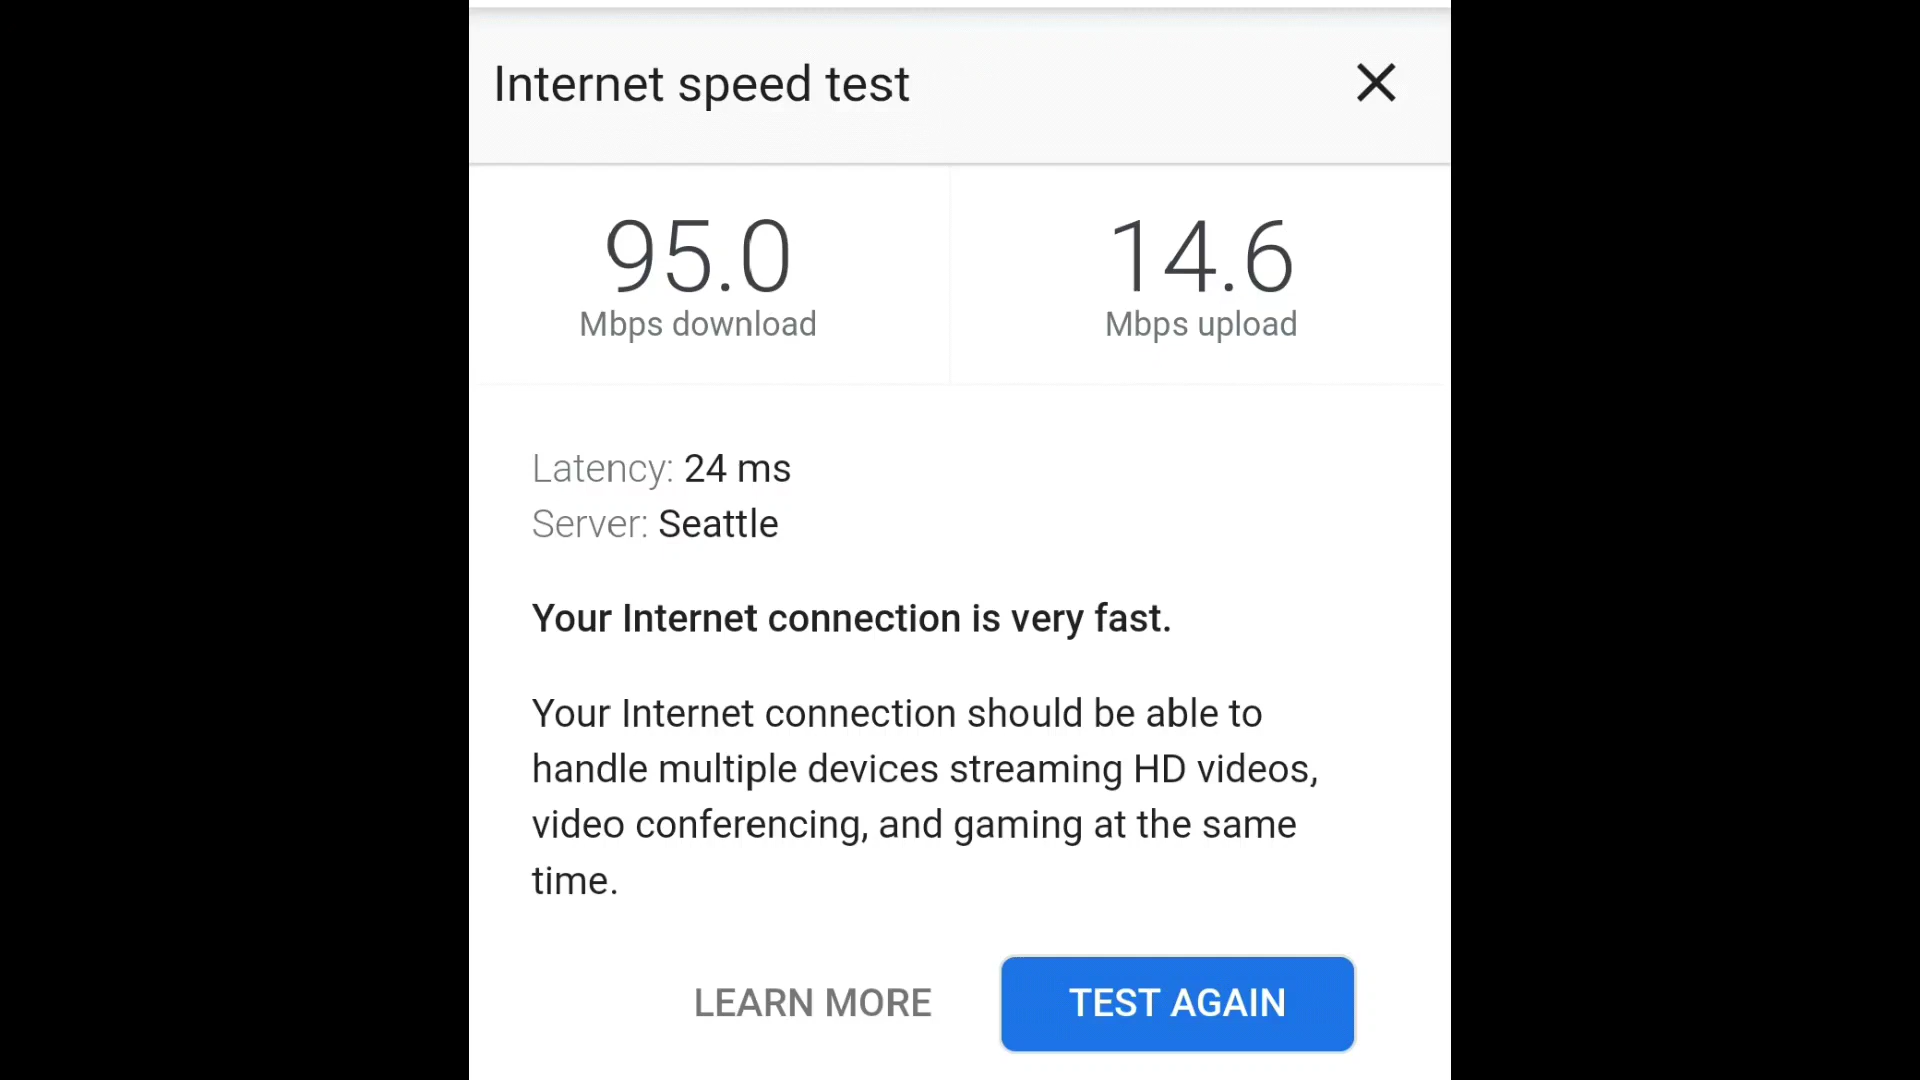 Internet speed test
95.0
Mbps download
14.6
Mbps upload
Latency: 24 ms
Server: Seattle
Your Internet connection is very fast.
Your Internet connection should be able to
handle multiple devices streaming HD videos,
video conferencing, and gaming at the same
time.
LEARN MORE
TEST AGAIN